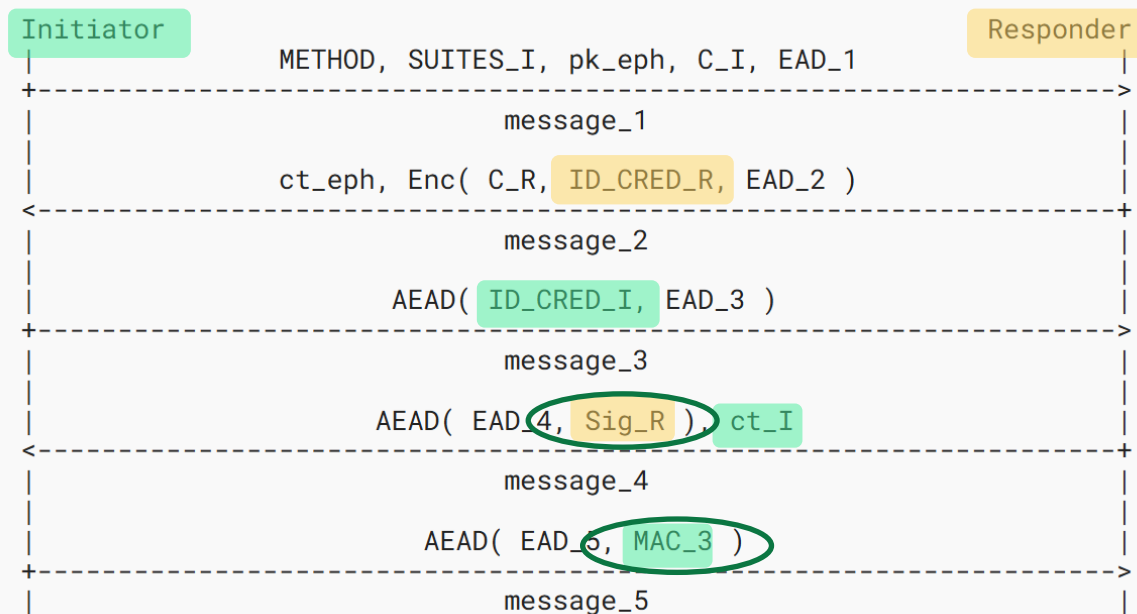 Initiator Responder
| METHOD, SUITES_I, pk_eph, C_I, EAD_1 |
+-------------------------------------------------------------------->
| message_1 |
| |
| ct_eph, Enc( C_R, ID_CRED_R, EAD_2 ) |
<--------------------------------------------------------------------+
| message_2 |
| |
| AEAD( ID_CRED_I, EAD_3 ) |
+-------------------------------------------------------------------->
| message_3 |
| |
| AEAD( EAD_4, Sig_R ), ct_I |
<--------------------------------------------------------------------+
| message_4 |
| |
| AEAD( EAD_5, MAC_3 ) |
+-------------------------------------------------------------------->
| message_5 |